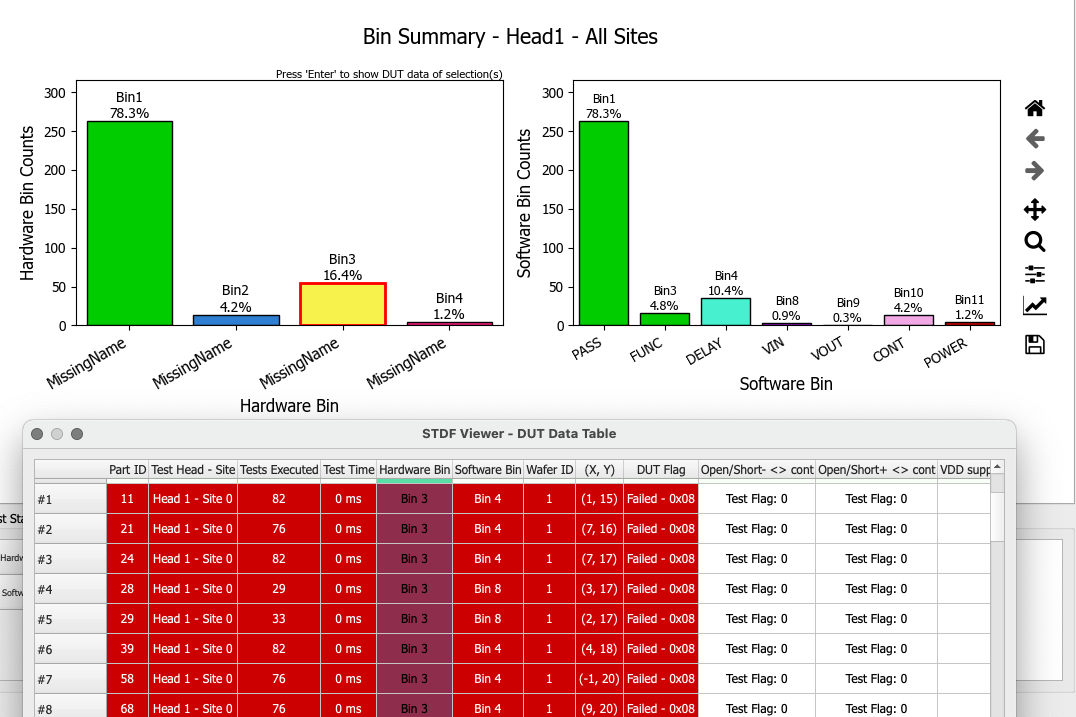 Bin Summary - Head1 - All Sites
Press 'Enter' to show DUT data of selection(s)
Hardware Bin Counts
300
250
200
150
100
50
0
Bin1
78.3%
Bin2
4.2%
Bin3
16.4%
Bin4
1.2%
MissingName
MissingName
MissingName
MissingName
Hardware Bin
Software Bin Counts
300
250
200
150
100
50
0
Bin1
78.3%
Bin3
4.8%
Bin4
10.4%
Bin8
0.9%
Bin9
0.3%
Bin10
4.2%
Bin11
1.2%
PASS
FUNC
DELAY
VIN
VOUT
CONT
POWER
Software Bin
STDF Viewer - DUT Data Table
Part ID Test Head - Site Tests Executed Test Time Hardware Bin Software Bin Wafer ID (X, Y) DUT Flag Open/Short- <> cont Open/Short+ <> cont VDD supp
#1 11 Head 1 - Site 0 82 0 ms Bin 3 Bin 4 1 (1, 15) Failed - 0x08 Test Flag: 0 Test Flag: 0
#2 21 Head 1 - Site 0 76 0 ms Bin 3 Bin 4 1 (7, 16) Failed - 0x08 Test Flag: 0 Test Flag: 0
#3 24 Head 1 - Site 0 82 0 ms Bin 3 Bin 4 1 (7, 17) Failed - 0x08 Test Flag: 0 Test Flag: 0
#4 28 Head 1 - Site 0 29 0 ms Bin 3 Bin 8 1 (3, 17) Failed - 0x08 Test Flag: 0 Test Flag: 0
#5 29 Head 1 - Site 0 33 0 ms Bin 3 Bin 8 1 (2, 17) Failed - 0x08 Test Flag: 0 Test Flag: 0
#6 39 Head 1 - Site 0 82 0 ms Bin 3 Bin 4 1 (4, 18) Failed - 0x08 Test Flag: 0 Test Flag: 0
#7 58 Head 1 - Site 0 76 0 ms Bin 3 Bin 4 1 (-1, 20) Failed - 0x08 Test Flag: 0 Test Flag: 0
#8 68 Head 1 - Site 0 76 0 ms Bin 3 Bin 4 1 (9, 20) Failed - 0x08 Test Flag: 0 Test Flag: 0
st Sta
Hardw
Softw